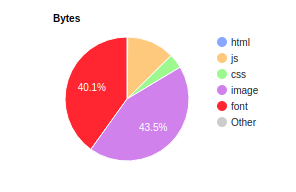 Bytes
html
js
css
image
font
Other
40.1%
43.5%